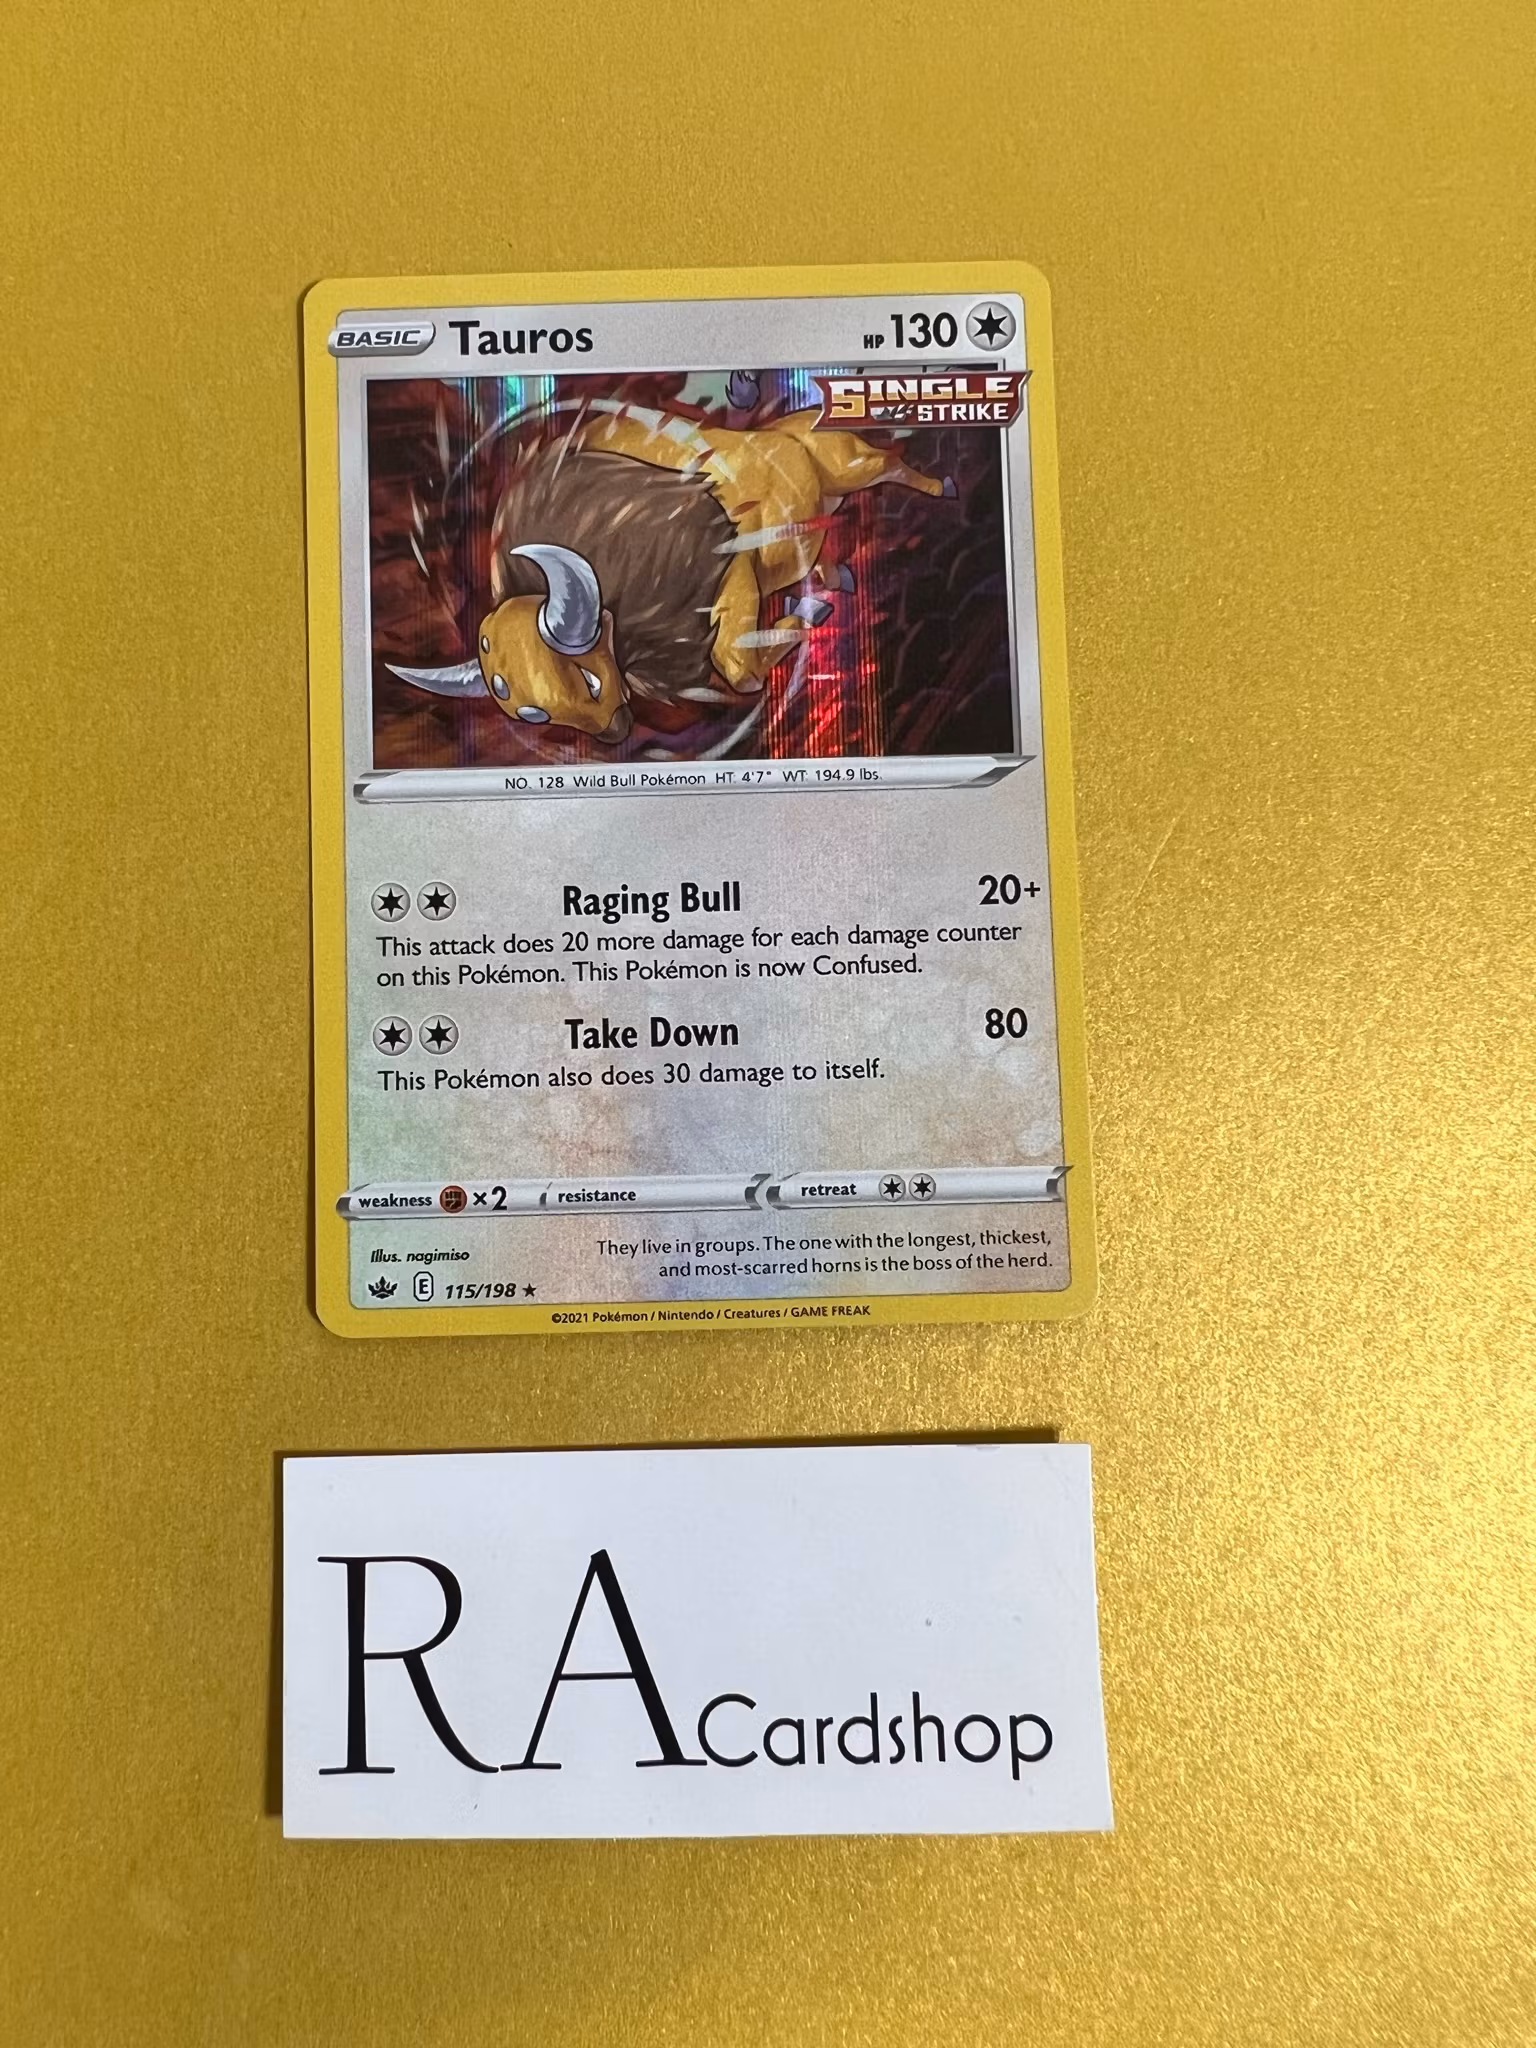 BASIC Tauros HP 130
SINGLE
STRIKE
NO. 128 Wild Bull Pokémon HT: 4'7" WT: 194.9 lbs.
Raging Bull 20+
This attack does 20 more damage for each damage counter
on this Pokémon. This Pokémon is now Confused.
Take Down 80
This Pokémon also does 30 damage to itself.
weakness ×2 resistance retreat
Illus. nagimiso
They live in groups. The one with the longest, thickest,
and most-scarred horns is the boss of the herd.
E 115/198 ★
©2021 Pokémon / Nintendo / Creatures / GAME FREAK
RA Cardshop